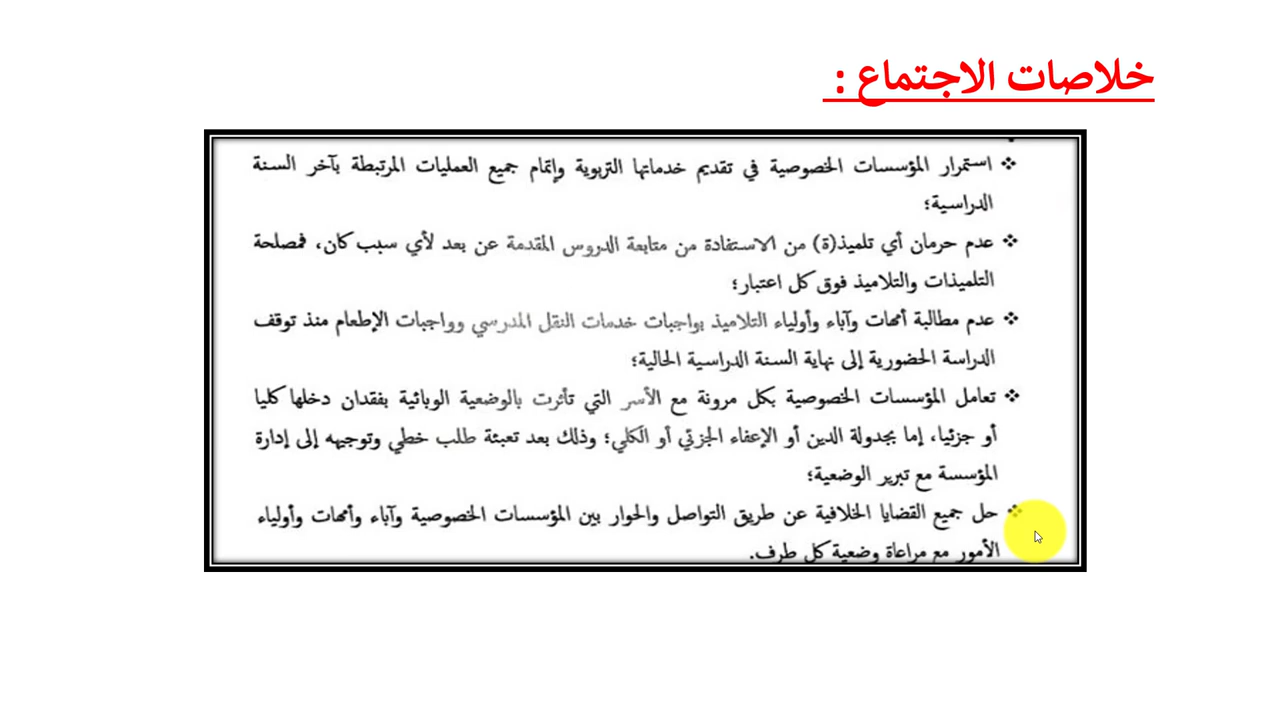 خلاصات الاجتماع :
❖ استمرار المؤسسات الخصوصية في تقديم خدماتها التربوية وإتمام جميع العمليات المرتبطة بآخر السنة
الدراسية؛
❖ عدم حرمان أي تلميذ(ة) من الاستفادة من متابعة الدروس المقدمة عن بعد لأي سبب كان، فمصلحة
التلميذات والتلاميذ فوق كل اعتبار؛
❖ عدم مطالبة أمهات وآباء وأولياء التلاميذ بواجبات خدمات النقل المدرسي وواجبات الإطعام منذ توقف
الدراسة الحضورية إلى نهاية السنة الدراسية الحالية؛
❖ تعامل المؤسسات الخصوصية بكل مرونة مع الأسر التي تأثرت بالوضعية الوبائية بفقدان دخلها كليا
أو جزئيا، إما بجدولة الدين أو الإعفاء الجزئي أو الكلي؛ وذلك بعد تعبئة طلب خطي وتوجيهه إلى إدارة
المؤسسة مع تبرير الوضعية؛
❖ حل جميع القضايا الخلافية عن طريق التواصل والحوار بين المؤسسات الخصوصية وآباء وأمهات وأولياء
الأمور مع مراعاة وضعية كل طرف.